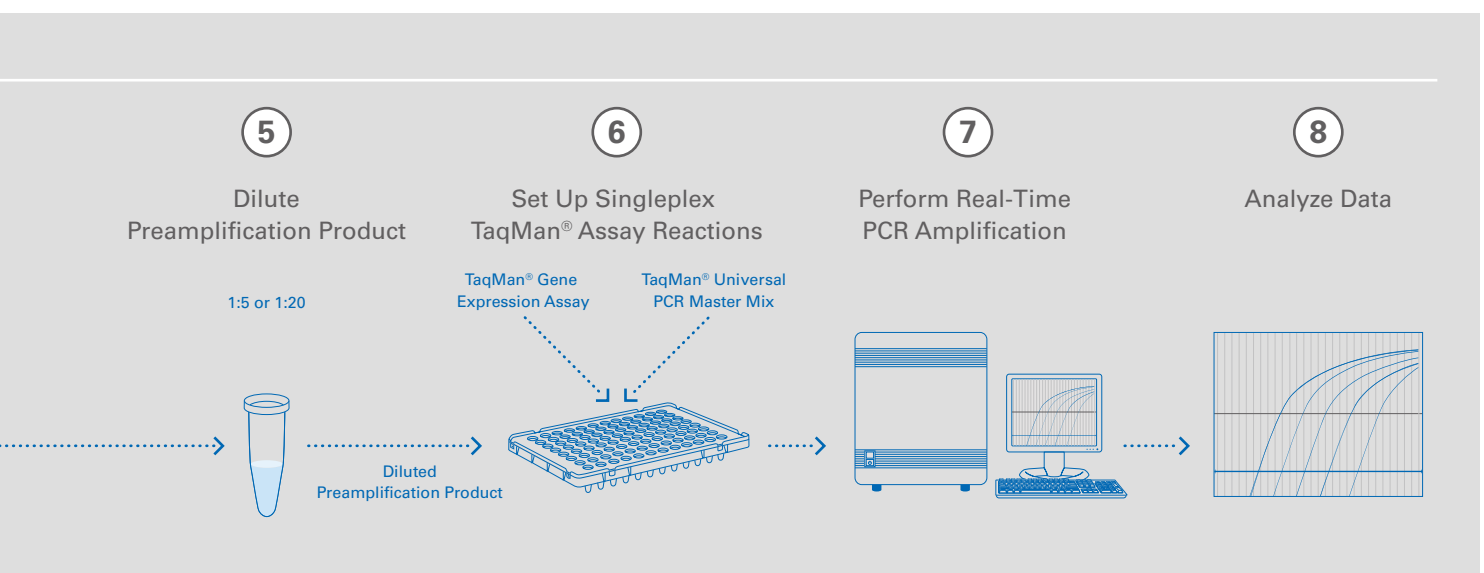 5
Dilute
Preamplification Product
1:5 or 1:20
6
Set Up Singleplex
TaqMan® Assay Reactions
TaqMan® Gene
Expression Assay
TaqMan® Universal
PCR Master Mix
Diluted
Preamplification Product
7
Perform Real-Time
PCR Amplification
8
Analyze Data